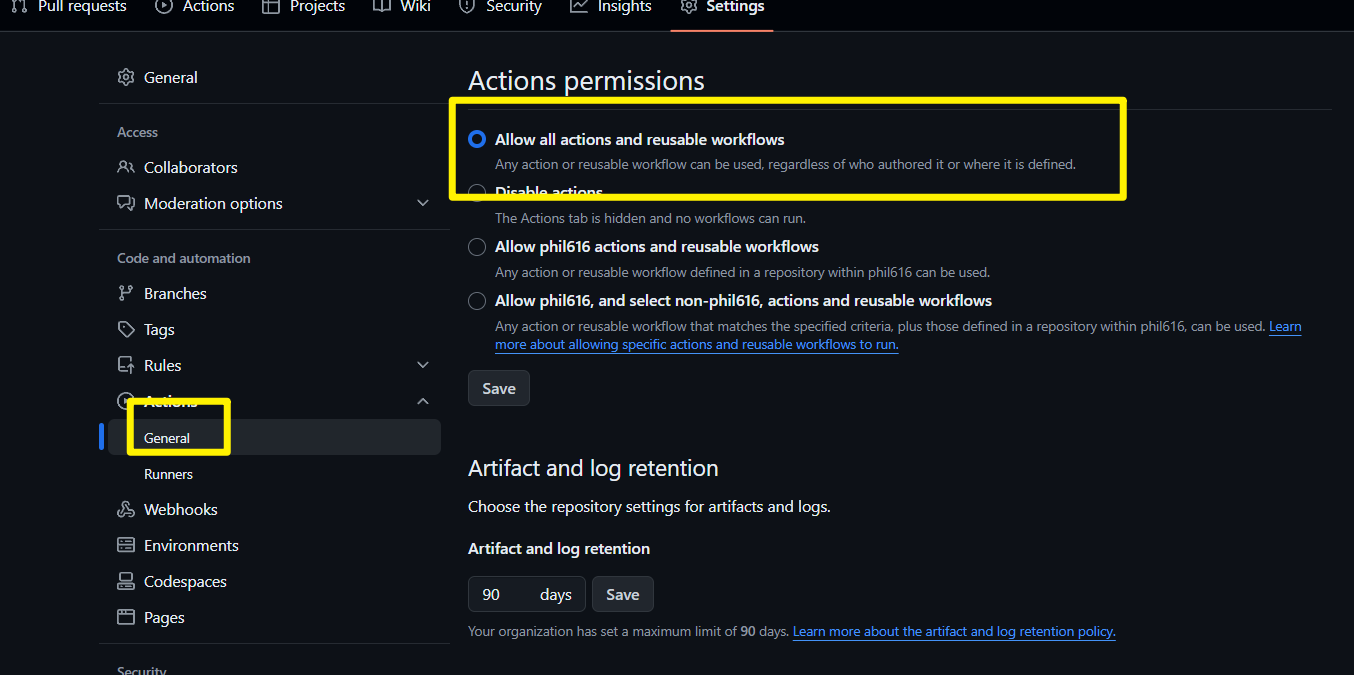 Pull requests Actions Projects Wiki Security Insights Settings
General
Access
Collaborators
Moderation options
Code and automation
Branches
Tags
Rules
Actions
General
Runners
Webhooks
Environments
Codespaces
Pages
Security
Actions permissions
Allow all actions and reusable workflows
Any action or reusable workflow can be used, regardless of who authored it or where it is defined.
Disable actions
The Actions tab is hidden and no workflows can run.
Allow phil616 actions and reusable workflows
Any action or reusable workflow defined in a repository within phil616 can be used.
Allow phil616, and select non-phil616, actions and reusable workflows
Any action or reusable workflow that matches the specified criteria, plus those defined in a repository within phil616, can be used. Learn
more about allowing specific actions and reusable workflows to run.
Save
Artifact and log retention
Choose the repository settings for artifacts and logs.
Artifact and log retention
90 days Save
Your organization has set a maximum limit of 90 days. Learn more about the artifact and log retention policy.